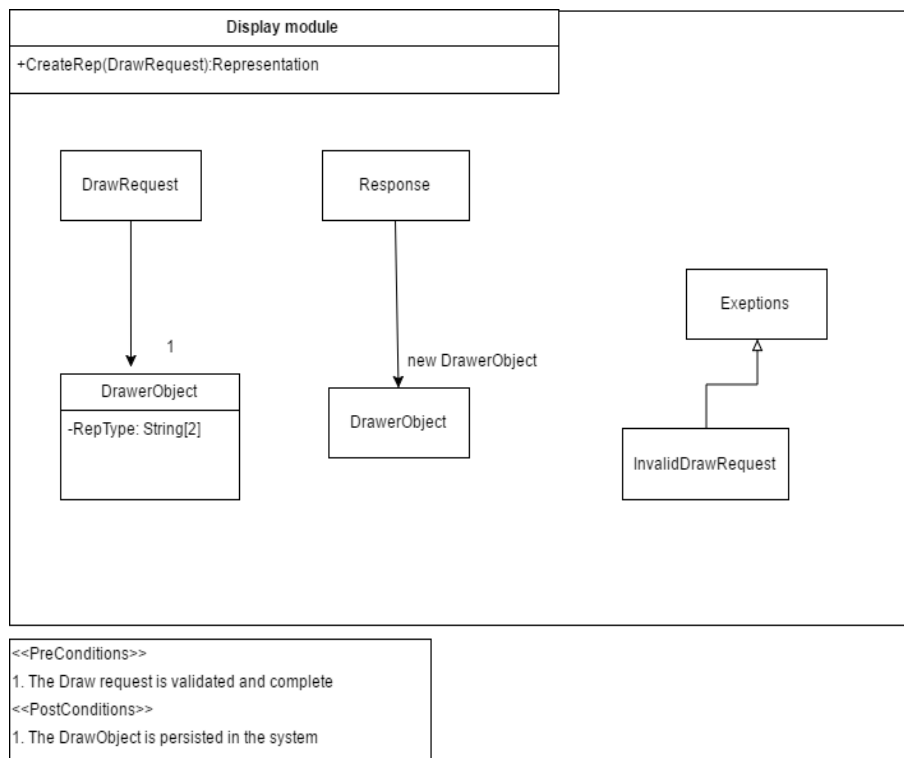 Display module
+CreateRep(DrawRequest):Representation
DrawRequest
Response
Exeptions
1
new DrawerObject
DrawerObject
-RepType: String[2]
DrawerObject
InvalidDrawRequest
<<PreConditions>>
1. The Draw request is validated and complete
<<PostConditions>>
1. The DrawObject is persisted in the system